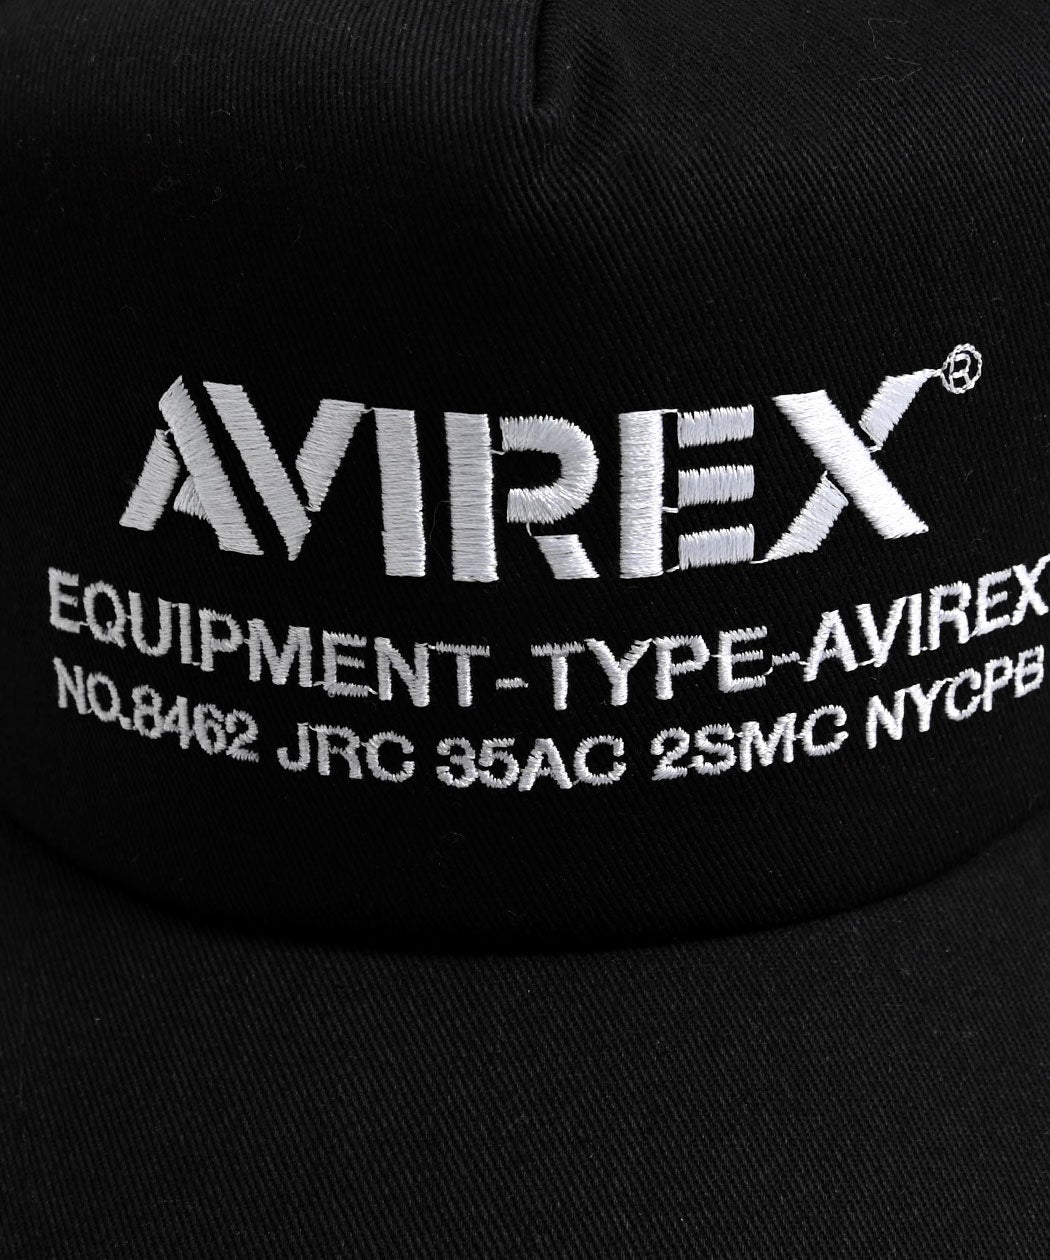 AVIREX®
EQUIPMENT-TYPE-AVIREX
NO.8462 JRC 35AC 2SMC NYCPB